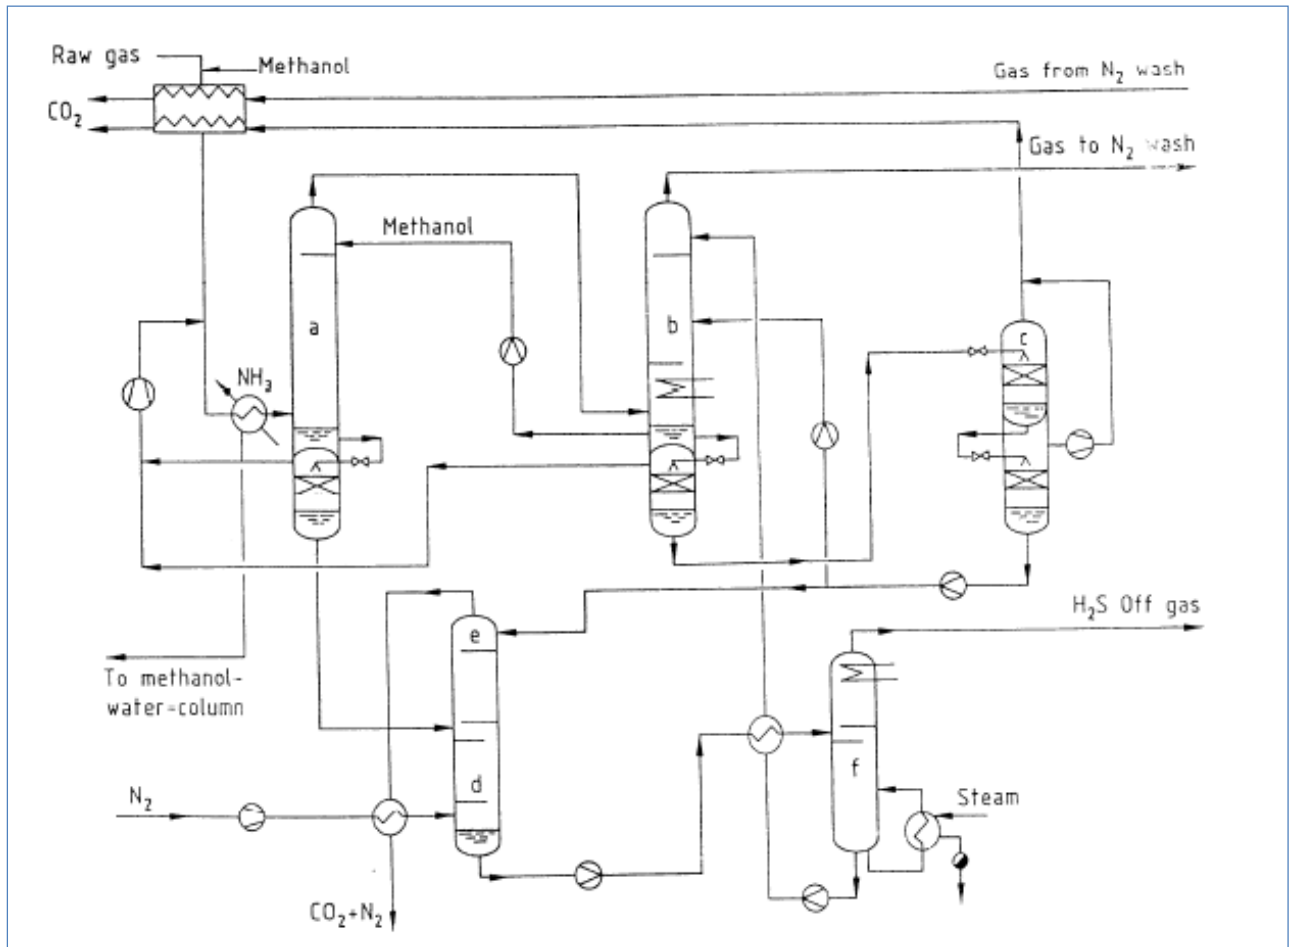 Raw gas
Methanol
Gas from N₂ wash
CO₂
Gas to N₂ wash
Methanol
a
b
c
NH₃
H₂S Off gas
e
To methanol-
water=column
f
d
N₂
Steam
CO₂+N₂